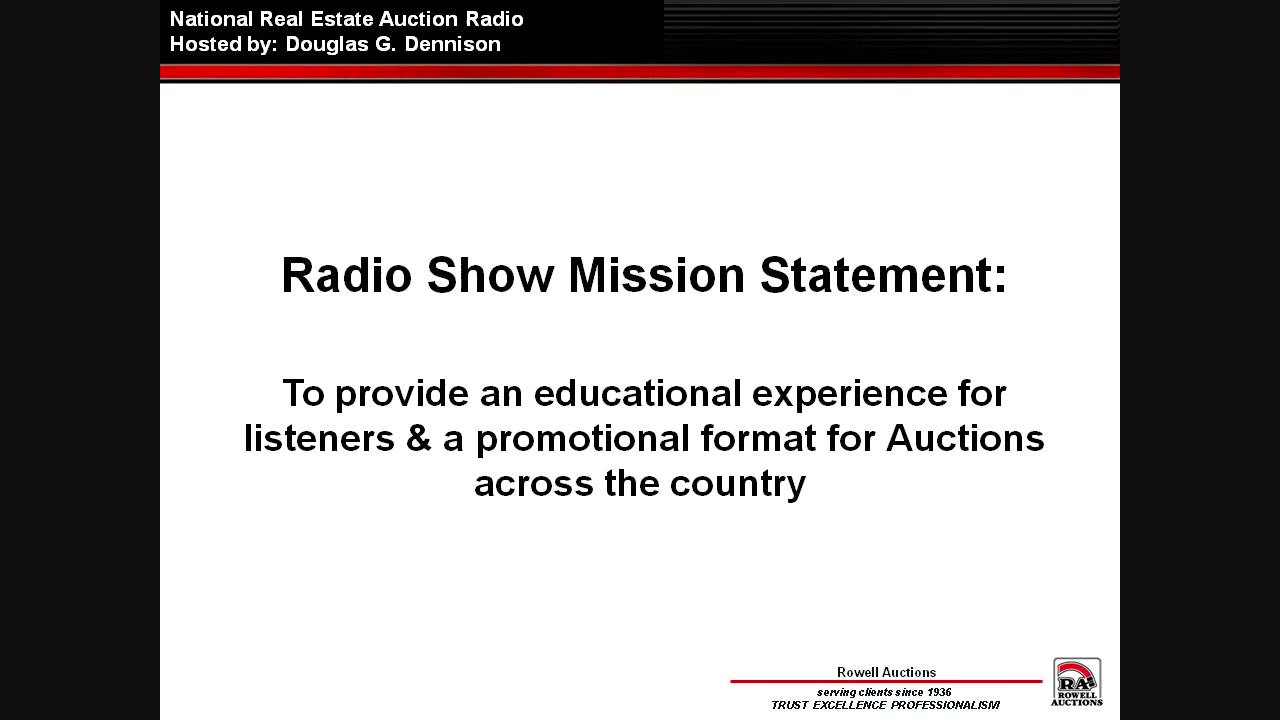 National Real Estate Auction Radio
Hosted by: Douglas G. Dennison
Radio Show Mission Statement:
To provide an educational experience for
listeners & a promotional format for Auctions
across the country
Rowell Auctions
serving clients since 1936
TRUST EXCELLENCE PROFESSIONALISM
RA
ROWELL
AUCTIONS